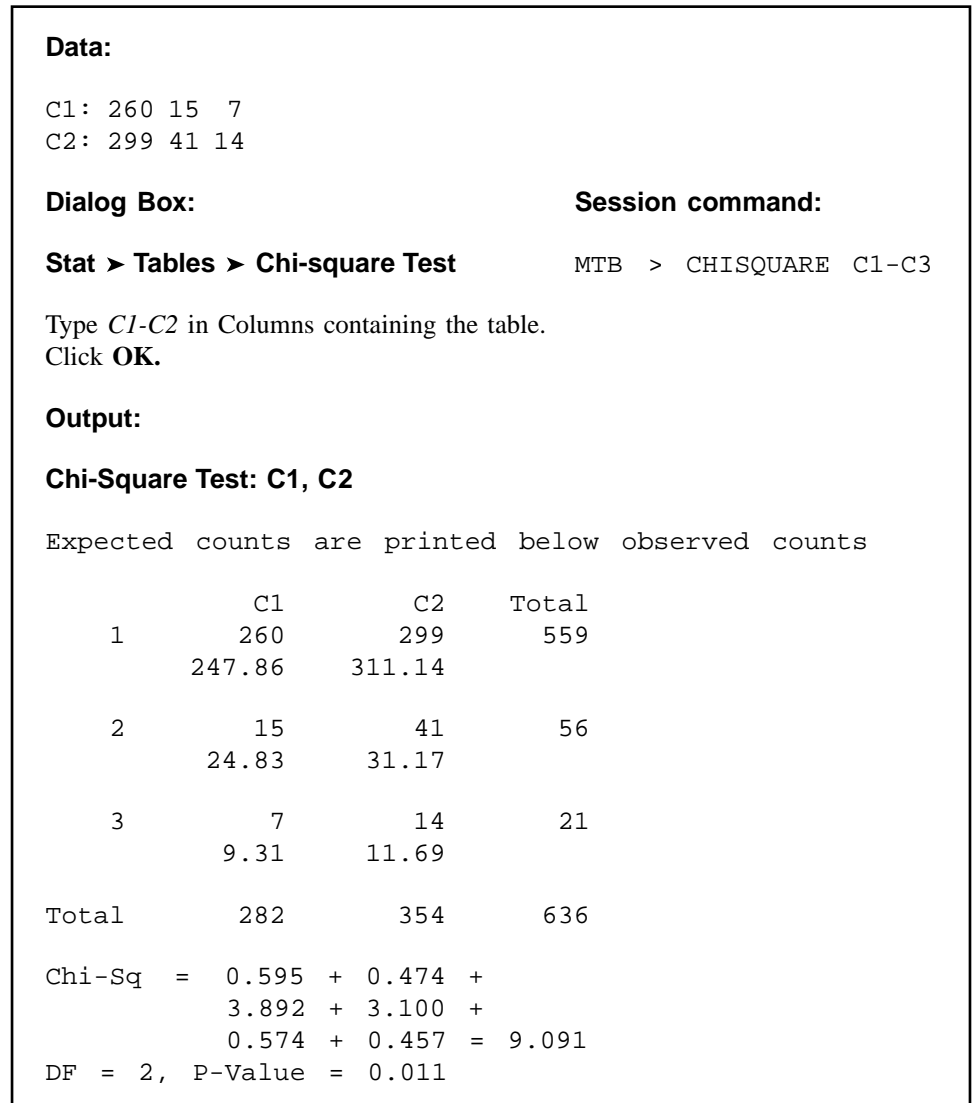 Data:
C1: 260 15 7
C2: 299 41 14
Dialog Box: Session command:
Stat ➤ Tables ➤ Chi-square Test MTB > CHISQUARE C1-C3
Type C1-C2 in Columns containing the table.
Click OK.
Output:
Chi-Square Test: C1, C2
Expected counts are printed below observed counts
C1 C2 Total
1 260 299 559
247.86 311.14
2 15 41 56
24.83 31.17
3 7 14 21
9.31 11.69
Total 282 354 636
Chi-Sq = 0.595 + 0.474 +
3.892 + 3.100 +
0.574 + 0.457 = 9.091
DF = 2, P-Value = 0.011